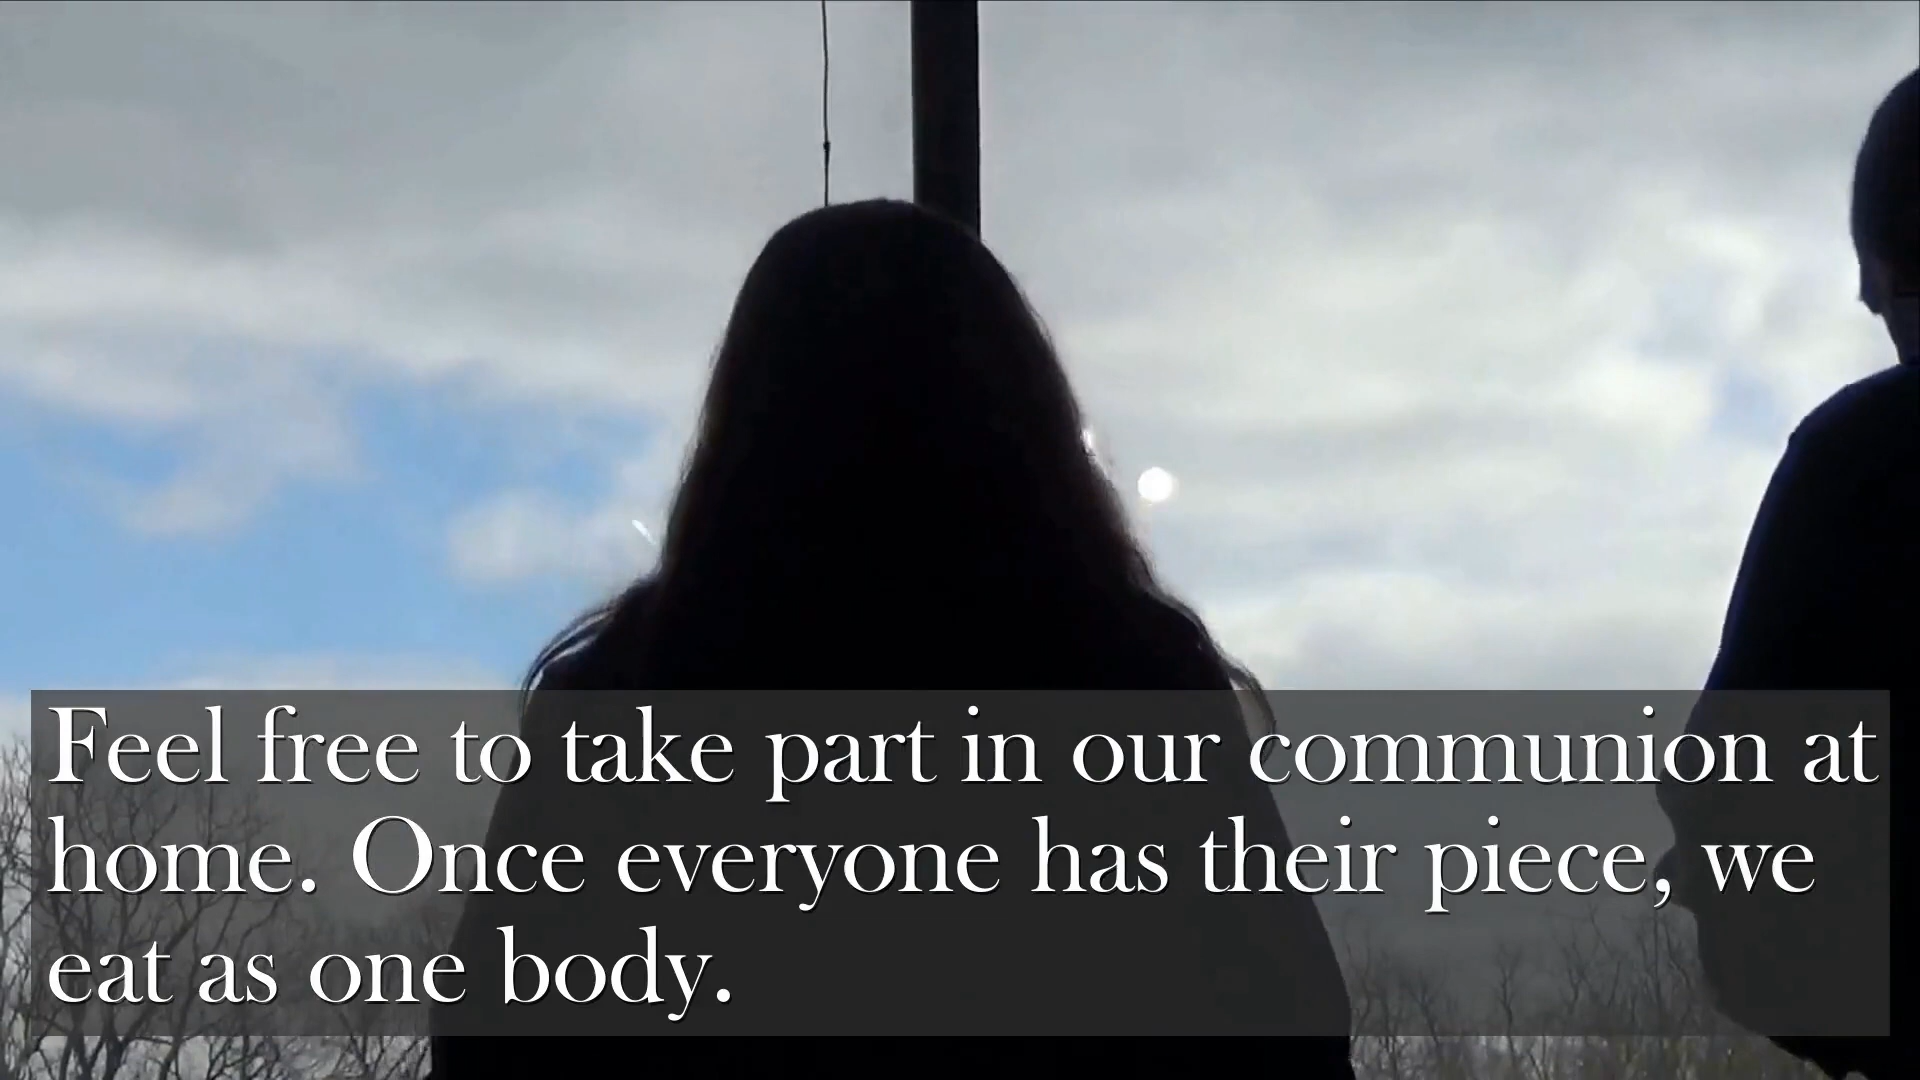 Feel free to take part in our communion at
home. Once everyone has their piece, we
eat as one body.